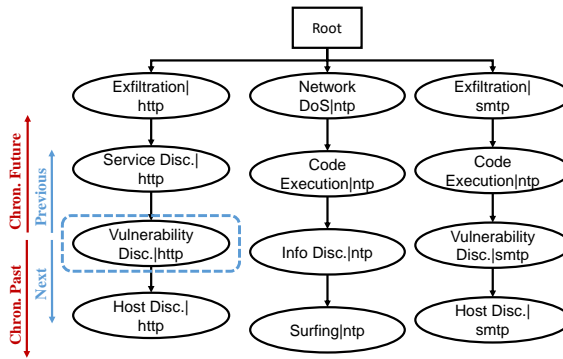 Root
Exfiltration|
http
Network
DoS|ntp
Exfiltration|
smtp
Service Disc.|
http
Code
Execution|ntp
Code
Execution|ntp
Vulnerability
Disc.|http
Info Disc.|ntp
Vulnerability
Disc.|smtp
Host Disc.|
http
Surfing|ntp
Host Disc.|
smtp
Chron. Future
Previous
Chron. Past
Next